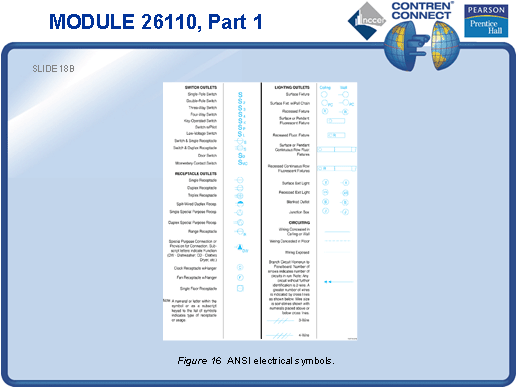 MODULE 26110, Part 1
nccer
CONTREN®
CONNECT
PEARSON
Prentice
Hall
SLIDE 18B
SWITCH OUTLETS
Single-Pole Switch
Double-Pole Switch
Three-Way Switch
Four-Way Switch
Key-Operated Switch
Switch w/Pilot
Low-Voltage Switch
Switch & Single Receptacle
Switch & Duplex Receptacle
Door Switch
Momentary Contact Switch
RECEPTACLE OUTLETS
Single Receptacle
Duplex Receptacle
Triplex Receptacle
Split-Wired Duplex Recep.
Single Special Purpose Recep.
Duplex Special Purpose Recep.
Range Receptacle
Special Purpose Connection or
Provision for Connection. Sub-
script letters indicate Function
(DW - Dishwasher; CD - Clothes
Dryer, etc.)
Clock Receptacle w/Hanger
Fan Receptacle w/Hanger
Single Floor Receptacle
Note: A numeral or letter within the
symbol or as a subscript
keyed to the list of symbols
indicates type of receptacle
or usage.
LIGHTING OUTLETS
Ceiling
Wall
Surface Fixture
Surface Fixt. w/Pull Chain
Recessed Fixture
Surface or Pendant
Fluorescent Fixture
Recessed Fluor. Fixture
Surface or Pendant
Continuous Row Fluor.
Fixtures
Recessed Continuous Row
Fluorescent Fixtures
Surface Exit Light
Recessed Exit Light
Blanked Outlet
Junction Box
CIRCUITING
Wiring Concealed in
Ceiling or Wall
Wiring Concealed in Floor
Wiring Exposed
Branch Circuit Homerun to
Panelboard. Number of
arrows indicates number of
circuits in run. Note: Any
circuit without further
identification is 2-wire. A
greater number of wires
is indicated by cross lines
as shown below. Wire size
is sometimes shown with
numerals placed above or
below cross lines.
3-Wire
4-Wire
Figure 16 ANSI electrical symbols.